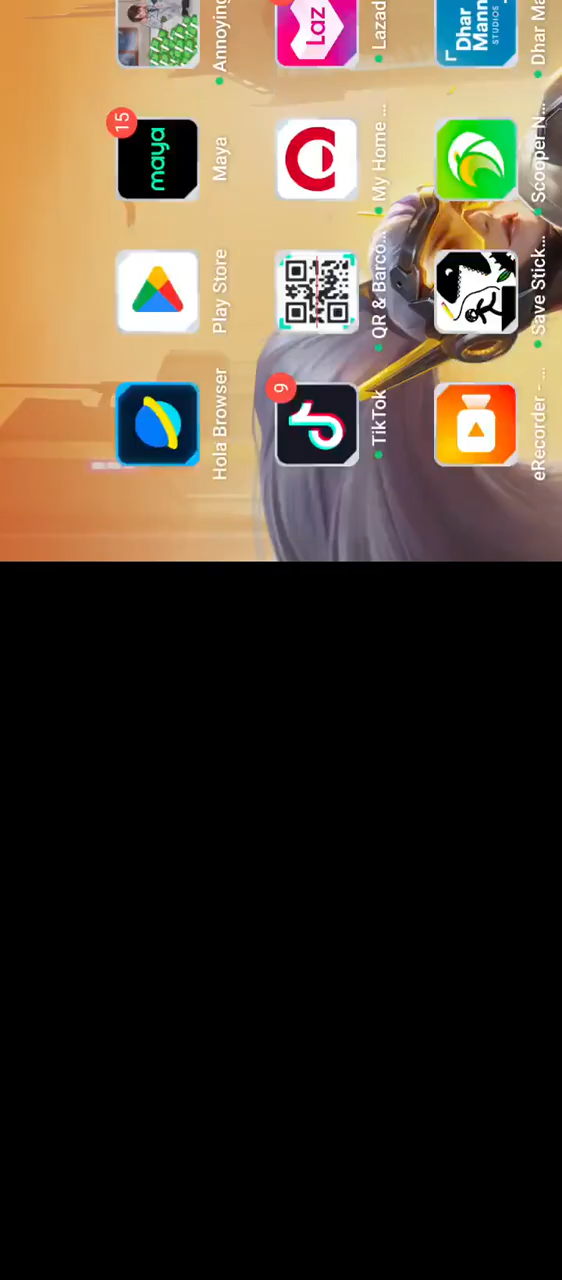 15
maya
Hola Browser
Play Store
Maya
Annoying
9
Laz
TikTok
QR & Barco...
My Home ...
Lazad
Dhar
Mann
STUDIOS
eRecorder - ...
Save Stick...
Scooper N...
Dhar Ma